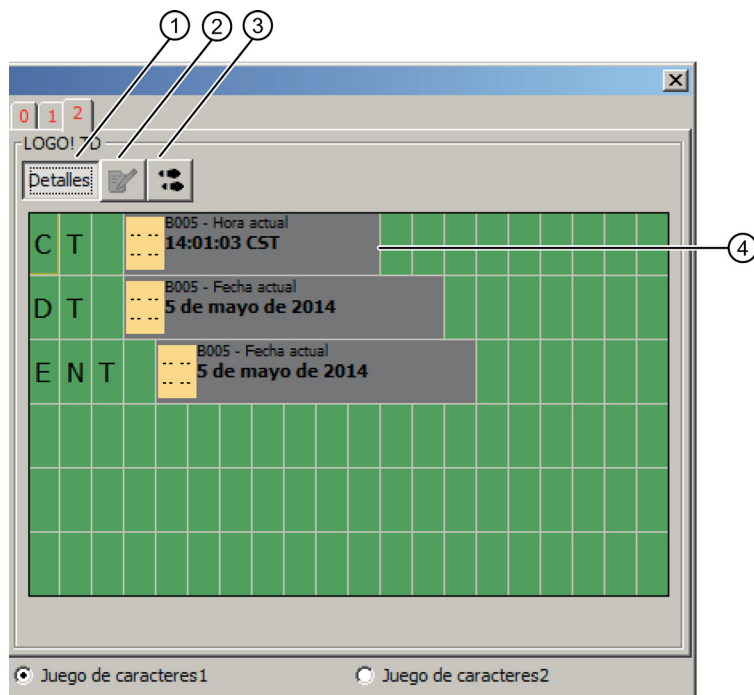 1 2 3
0 1 2
LOGO! TD
Detalles
C T B005 - Hora actual
14:01:03 CST
4
D T B005 - Fecha actual
5 de mayo de 2014
E N T B005 - Fecha actual
5 de mayo de 2014
Juego de caracteres1 Juego de caracteres2